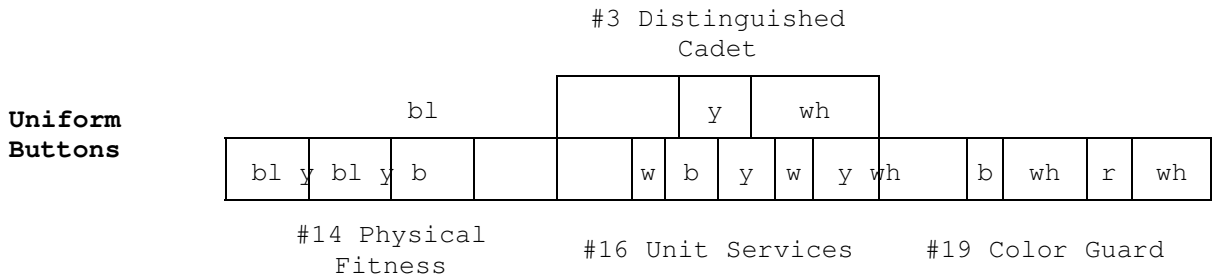 #3 Distinguished
Cadet
Uniform
Buttons
bl y wh
bl y bl y b w b y w y wh b wh r wh
#14 Physical
Fitness
#16 Unit Services
#19 Color Guard